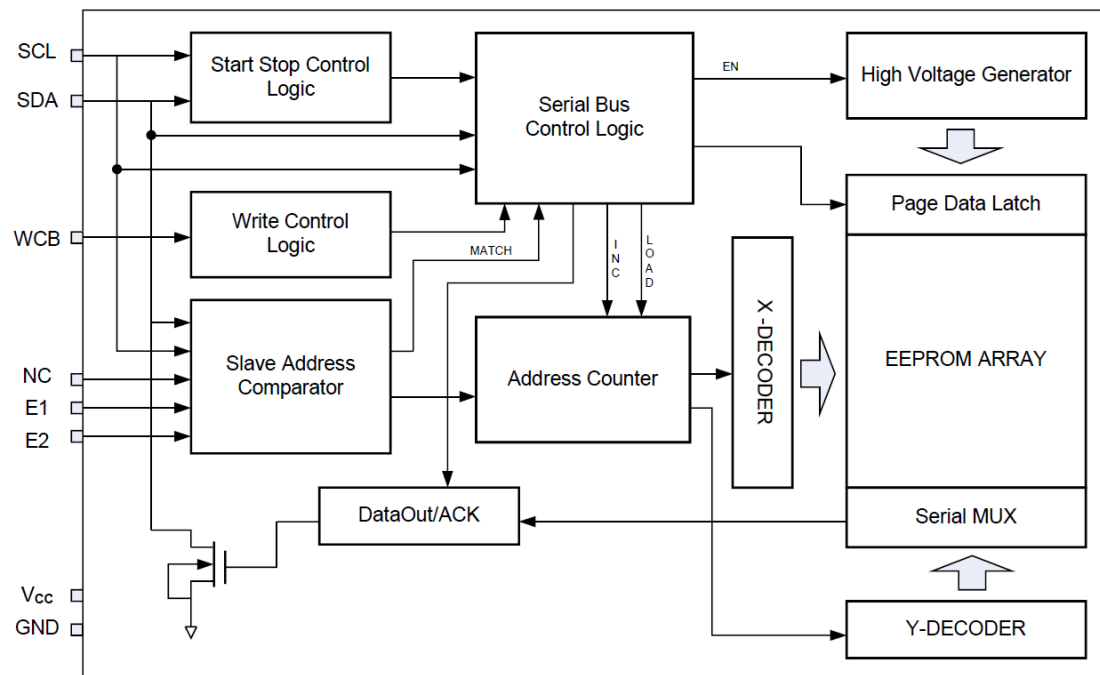 SCL
SDA
WCB
NC
E1
E2
Vcc
GND
Start Stop Control
Logic
Write Control
Logic
Slave Address
Comparator
Serial Bus
Control Logic
MATCH
INC
LOAD
Address Counter
DataOut/ACK
EN
High Voltage Generator
Page Data Latch
X-DECODER
EEPROM ARRAY
Serial MUX
Y-DECODER